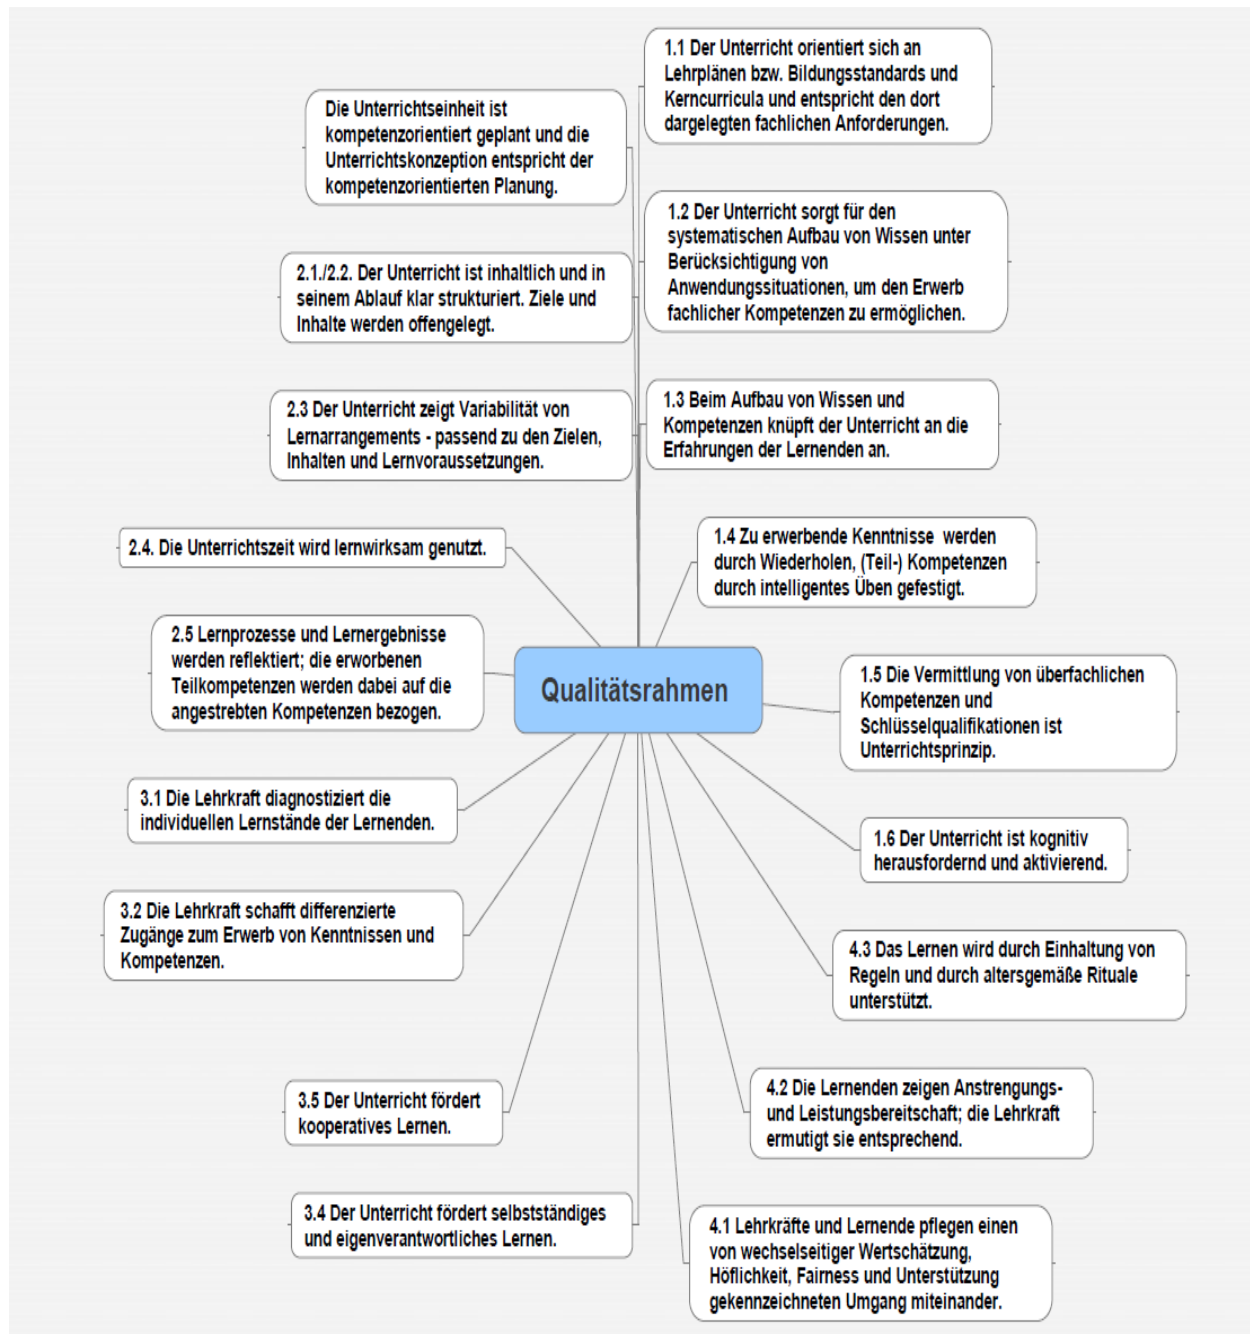 1.1 Der Unterricht orientiert sich an
Lehrplänen bzw. Bildungsstandards und
Kerncurricula und entspricht den dort
dargelegten fachlichen Anforderungen.
Die Unterrichtseinheit ist
kompetenzorientiert geplant und die
Unterrichtskonzeption entspricht der
kompetenzorientierten Planung.
1.2 Der Unterricht sorgt für den
systematischen Aufbau von Wissen unter
Berücksichtigung von
Anwendungssituationen, um den Erwerb
fachlicher Kompetenzen zu ermöglichen.
2.1./2.2. Der Unterricht ist inhaltlich und in
seinem Ablauf klar strukturiert. Ziele und
Inhalte werden offengelegt.
1.3 Beim Aufbau von Wissen und
Kompetenzen knüpft der Unterricht an die
Erfahrungen der Lernenden an.
2.3 Der Unterricht zeigt Variabilität von
Lernarrangements - passend zu den Zielen,
Inhalten und Lernvoraussetzungen.
1.4 Zu erwerbende Kenntnisse werden
durch Wiederholen, (Teil-) Kompetenzen
durch intelligentes Üben gefestigt.
2.4. Die Unterrichtszeit wird lernwirksam genutzt.
2.5 Lernprozesse und Lernergebnisse
werden reflektiert; die erworbenen
Teilkompetenzen werden dabei auf die
angestrebten Kompetenzen bezogen.
Qualitätsrahmen
1.5 Die Vermittlung von überfachlichen
Kompetenzen und
Schlüsselqualifikationen ist
Unterrichtsprinzip.
3.1 Die Lehrkraft diagnostiziert die
individuellen Lernstände der Lernenden.
1.6 Der Unterricht ist kognitiv
herausfordernd und aktivierend.
3.2 Die Lehrkraft schafft differenzierte
Zugänge zum Erwerb von Kenntnissen und
Kompetenzen.
4.3 Das Lernen wird durch Einhaltung von
Regeln und durch altersgemäße Rituale
unterstützt.
3.5 Der Unterricht fördert
kooperatives Lernen.
4.2 Die Lernenden zeigen Anstrengungs-
und Leistungsbereitschaft; die Lehrkraft
ermutigt sie entsprechend.
3.4 Der Unterricht fördert selbstständiges
und eigenverantwortliches Lernen.
4.1 Lehrkräfte und Lernende pflegen einen
von wechselseitiger Wertschätzung,
Höflichkeit, Fairness und Unterstützung
gekennzeichneten Umgang miteinander.